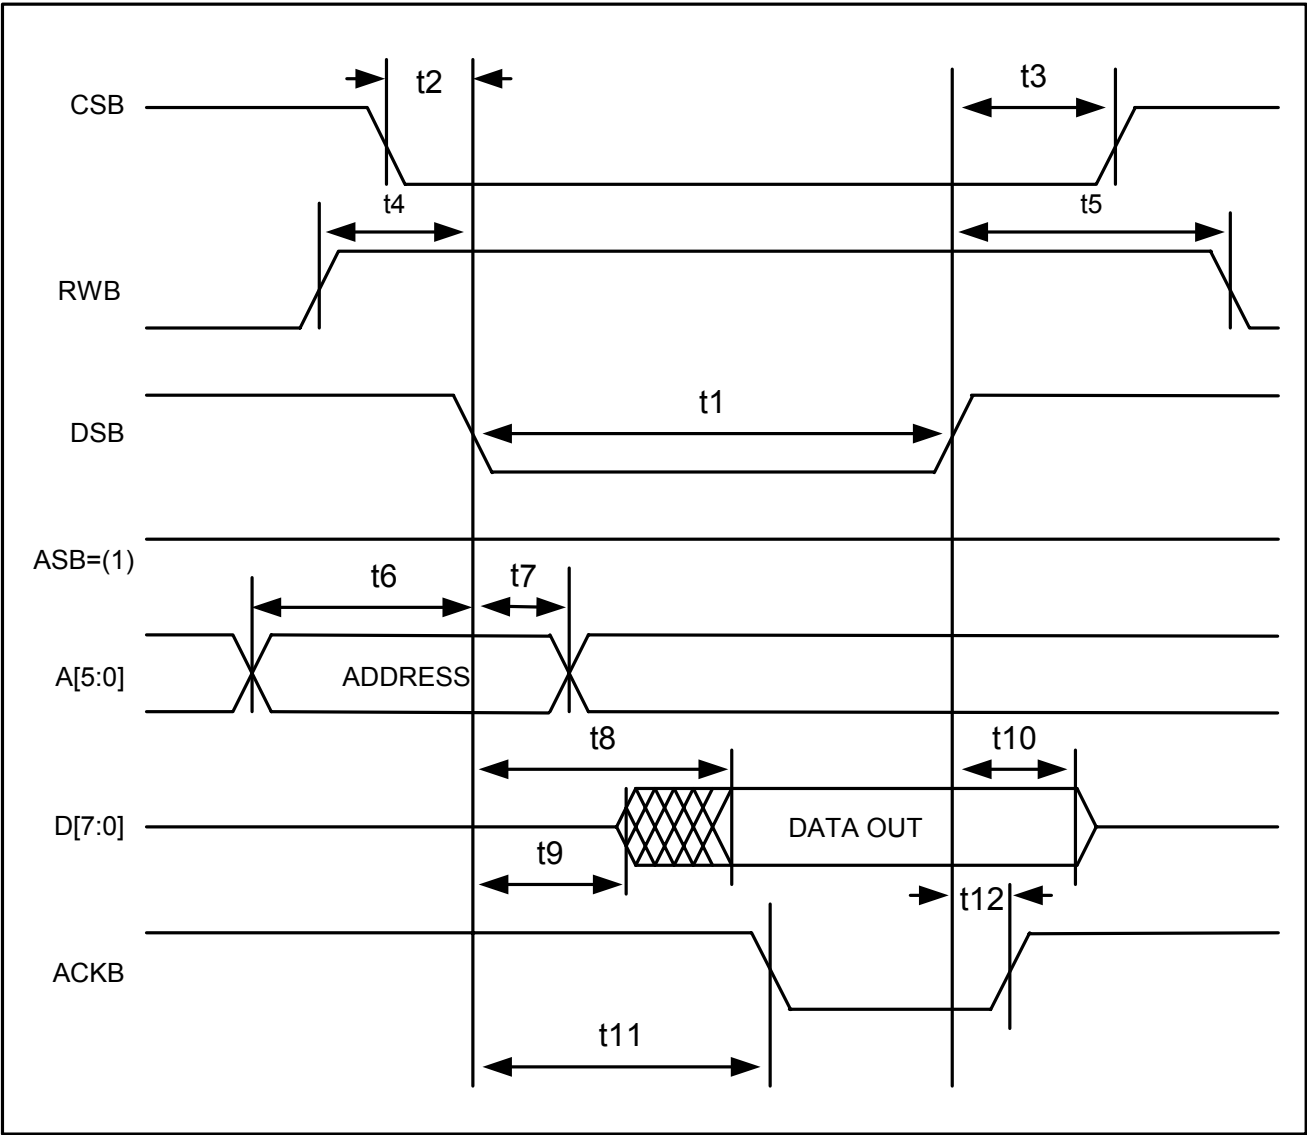 t2
t3
CSB
t4
t5
RWB
t1
DSB
ASB=(1)
t6
t7
A[5:0]
ADDRESS
t8
t10
D[7:0]
DATA OUT
t9
t12
ACKB
t11